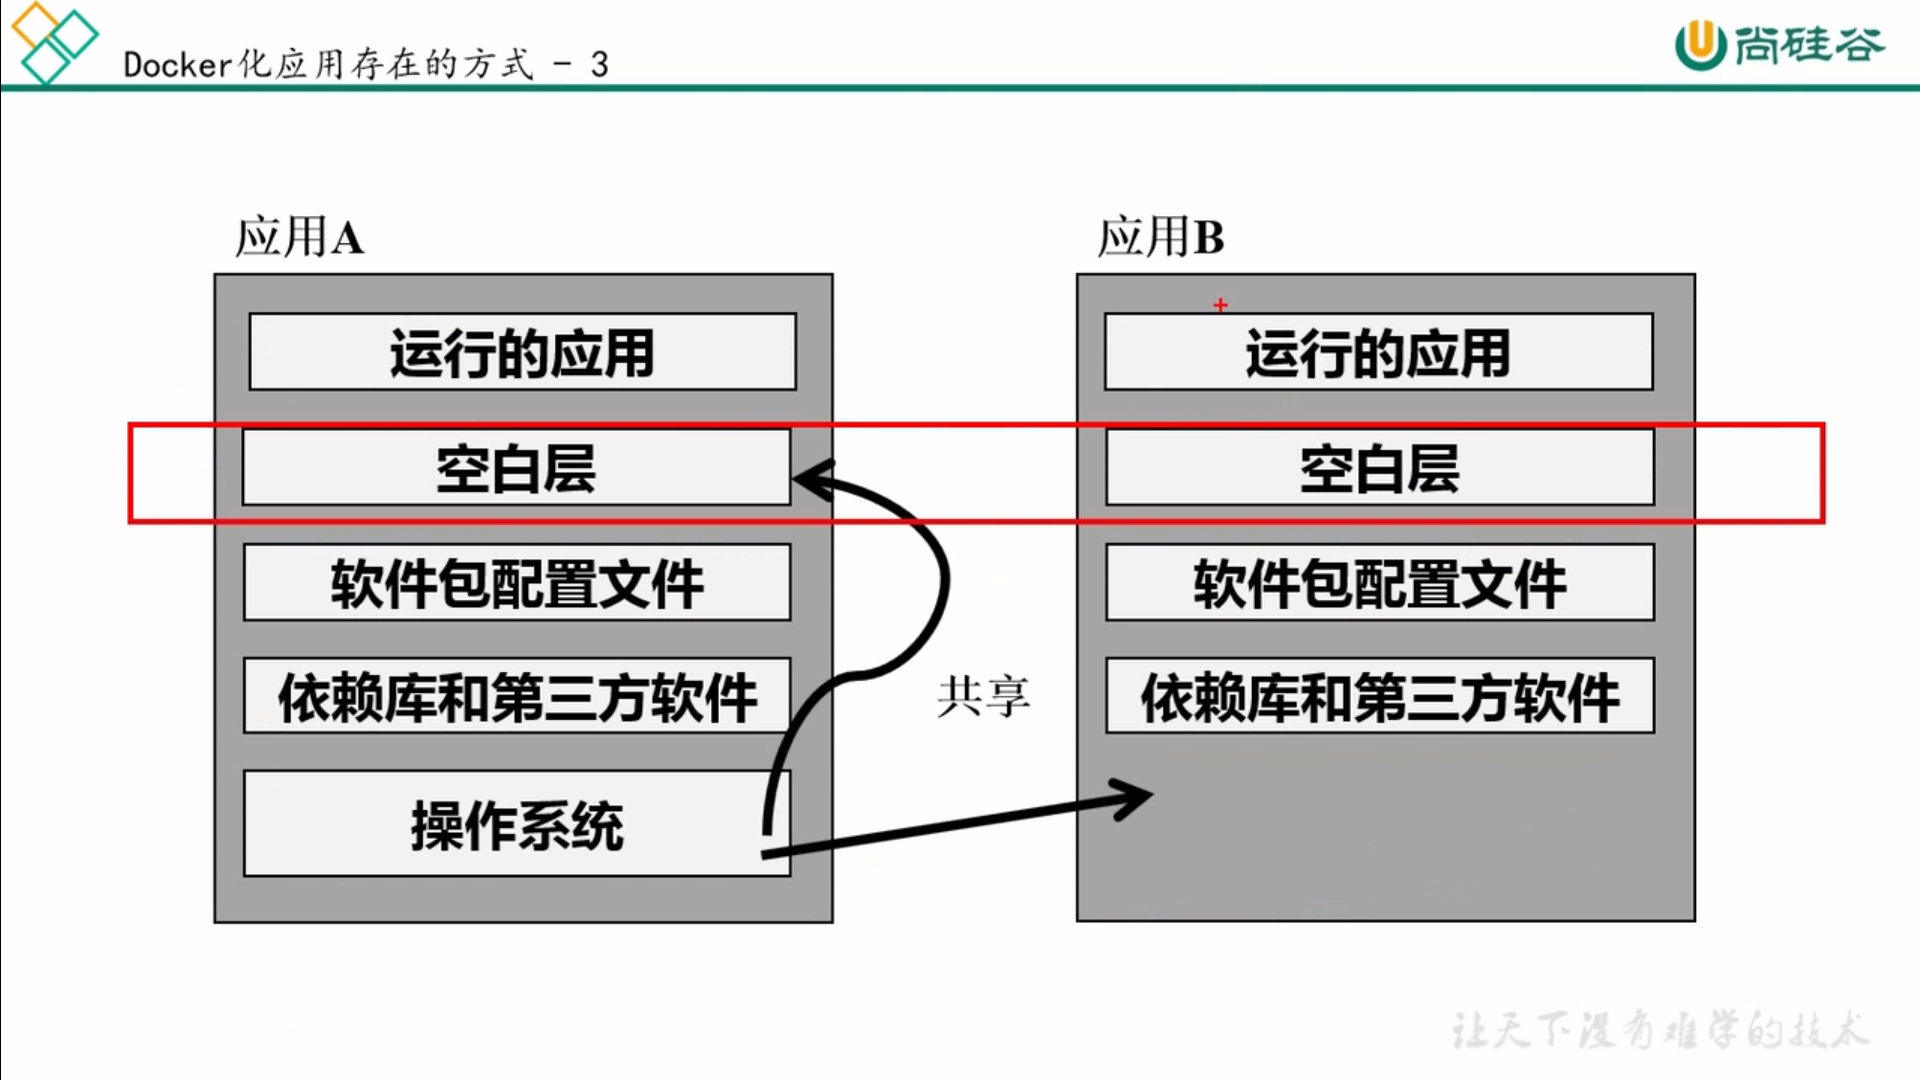 Docker化应用存在的方式 - 3
尚硅谷
应用A
应用B
运行的应用
运行的应用
空白层
空白层
软件包配置文件
软件包配置文件
依赖库和第三方软件
共享
依赖库和第三方软件
操作系统
让天下没有难学的技术